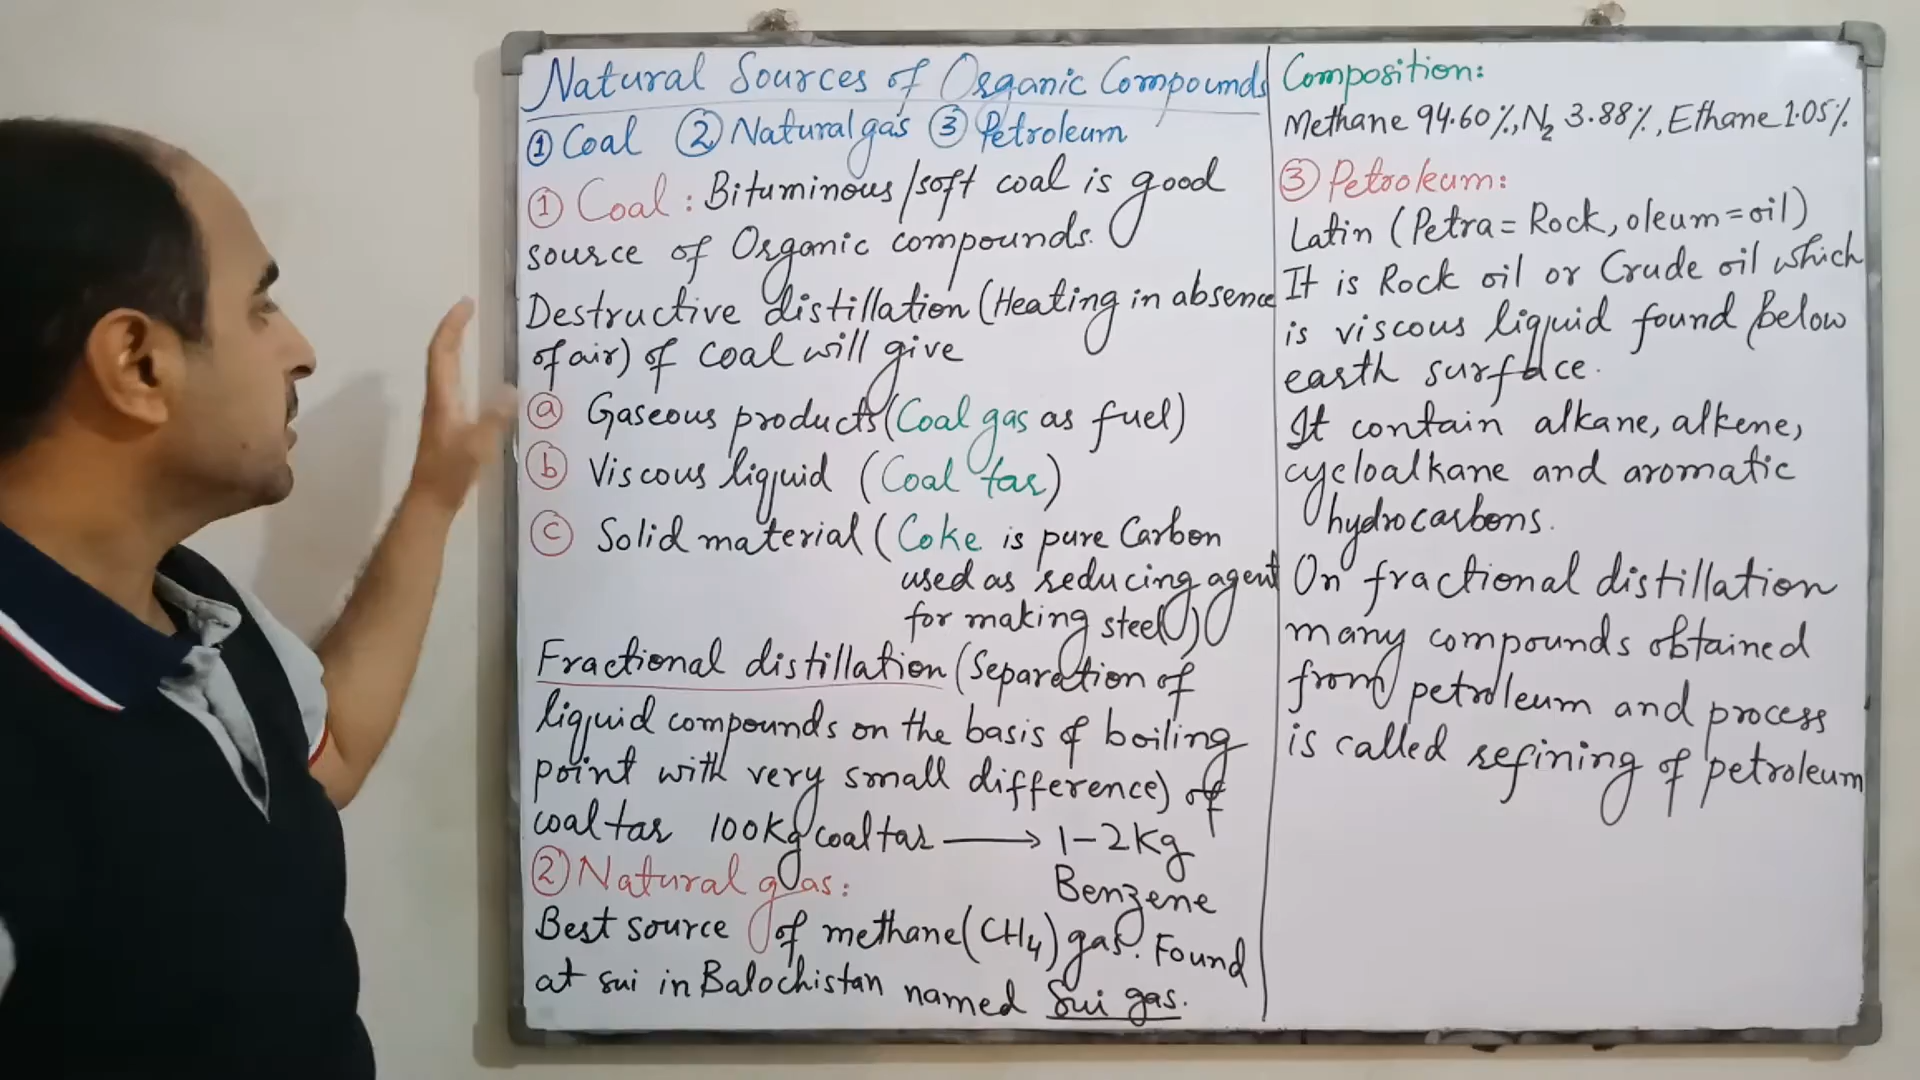 Natural Sources of Organic Compounds
① Coal ② Natural gas ③ Petroleum
① Coal : Bituminous/soft coal is good
source of Organic compounds.
Destructive distillation (Heating in absence
of air) of coal will give
ⓐ Gaseous products (Coal gas as fuel)
ⓑ Viscous liquid (Coal tar)
ⓒ Solid material (Coke is pure Carbon
used as reducing agent
for making steel)
Fractional distillation (Separation of
liquid compounds on the basis of boiling
point with very small difference) of
coal tar 100Kg coaltar → 1-2Kg
Benzene
② Natural gas:
Best source of methane (CH₄) gas. Found
at sui in Balochistan named Sui gas.
Composition:
Methane 94.60%, N₂ 3.88%, Ethane 1.05%
③ Petroleum:
Latin (Petra = Rock, oleum = oil)
It is Rock oil or Crude oil which
is viscous liquid found below
earth surface.
It contain alkane, alkene,
cycloalkane and aromatic
hydrocarbons.
On fractional distillation
many compounds obtained
from petroleum and process
is called refining of petroleum